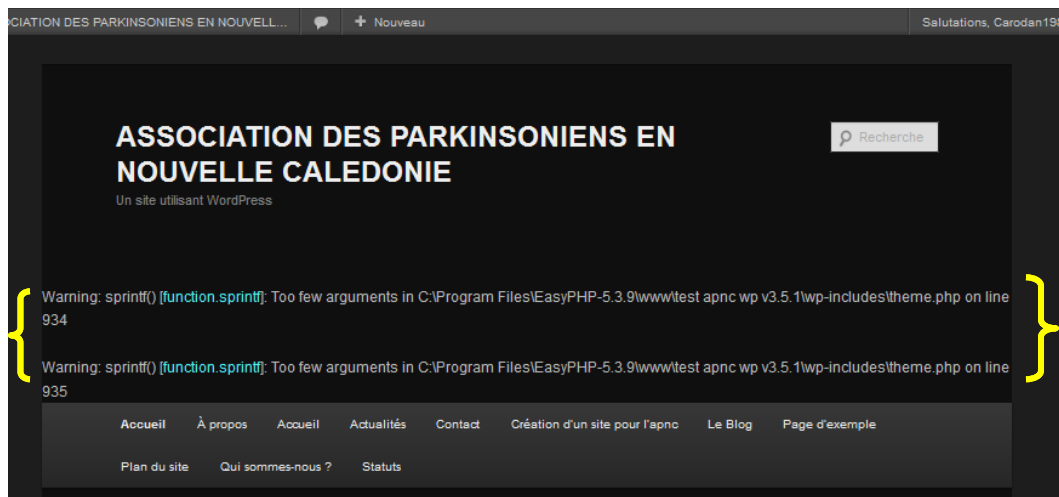 CIATION DES PARKINSONIENS EN NOUVELL... Nouveau Salutations, Carodan198
ASSOCIATION DES PARKINSONIENS EN
NOUVELLE CALEDONIE
Recherche
Un site utilisant WordPress
Warning: sprintf() [function.sprintf]: Too few arguments in C:\Program Files\EasyPHP-5.3.9\www\test apnc wp v3.5.1\wp-includes\theme.php on line
934
Warning: sprintf() [function.sprintf]: Too few arguments in C:\Program Files\EasyPHP-5.3.9\www\test apnc wp v3.5.1\wp-includes\theme.php on line
935
Accueil À propos Accueil Actualités Contact Création d'un site pour l'apnc Le Blog Page d'exemple
Plan du site Qui sommes-nous ? Statuts